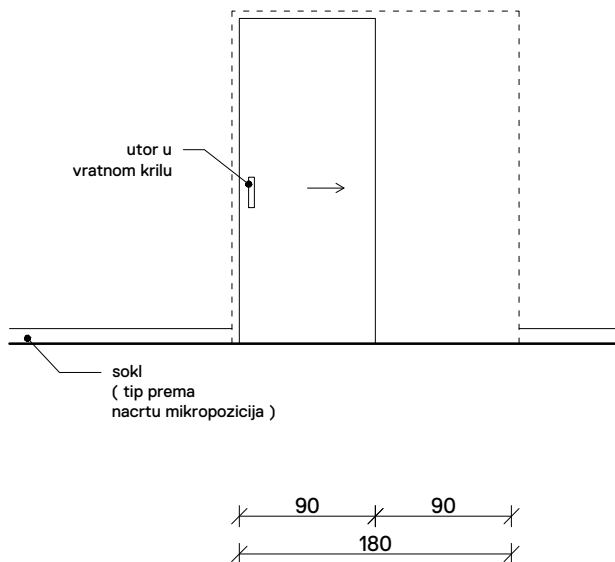 utor u
vratnom krilu
sokl
( tip prema
nacrtu mikropozicija )
90 90
180